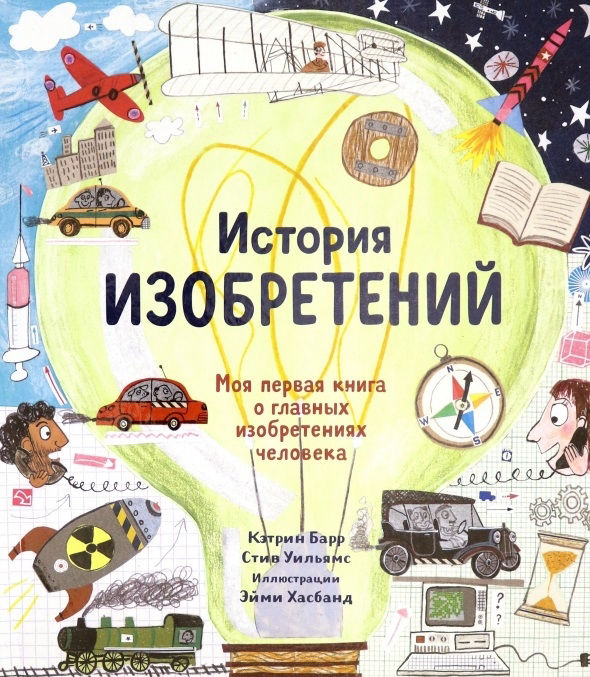 История
ИЗОБРЕТЕНИЙ
Моя первая книга
о главных
изобретениях
человека
N
W
E
S
Кэтрин Барр
Стив Уильямс
Иллюстрации
Эйми Хасбанд
? ?
?